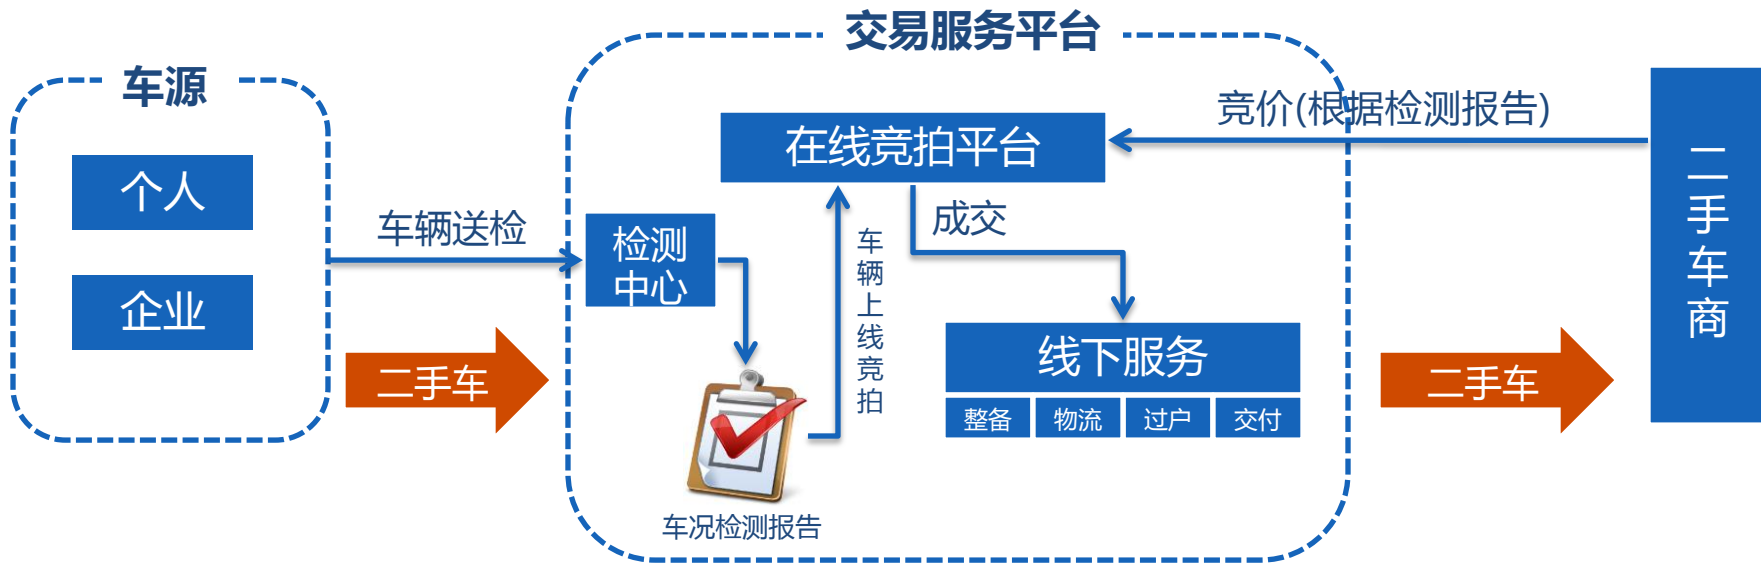 交易服务平台
车源
个人
企业
车辆送检
二手车
检测
中心
车况检测报告
车辆上线竞拍
在线竞拍平台
成交
线下服务
整备
物流
过户
交付
竞价(根据检测报告)
二手车
二手车商